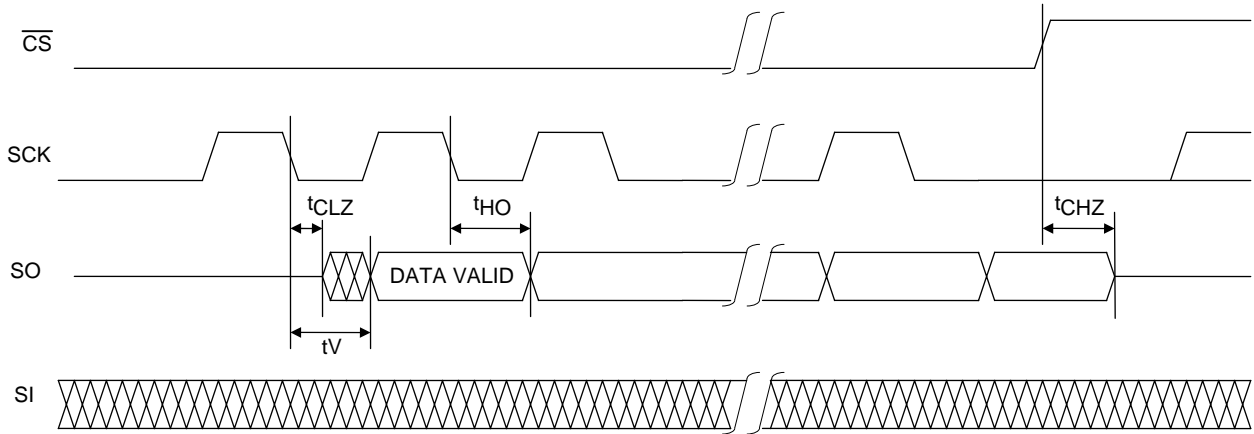 CS
SCK
tCLZ
tHO
tCHZ
SO
DATA VALID
tV
SI